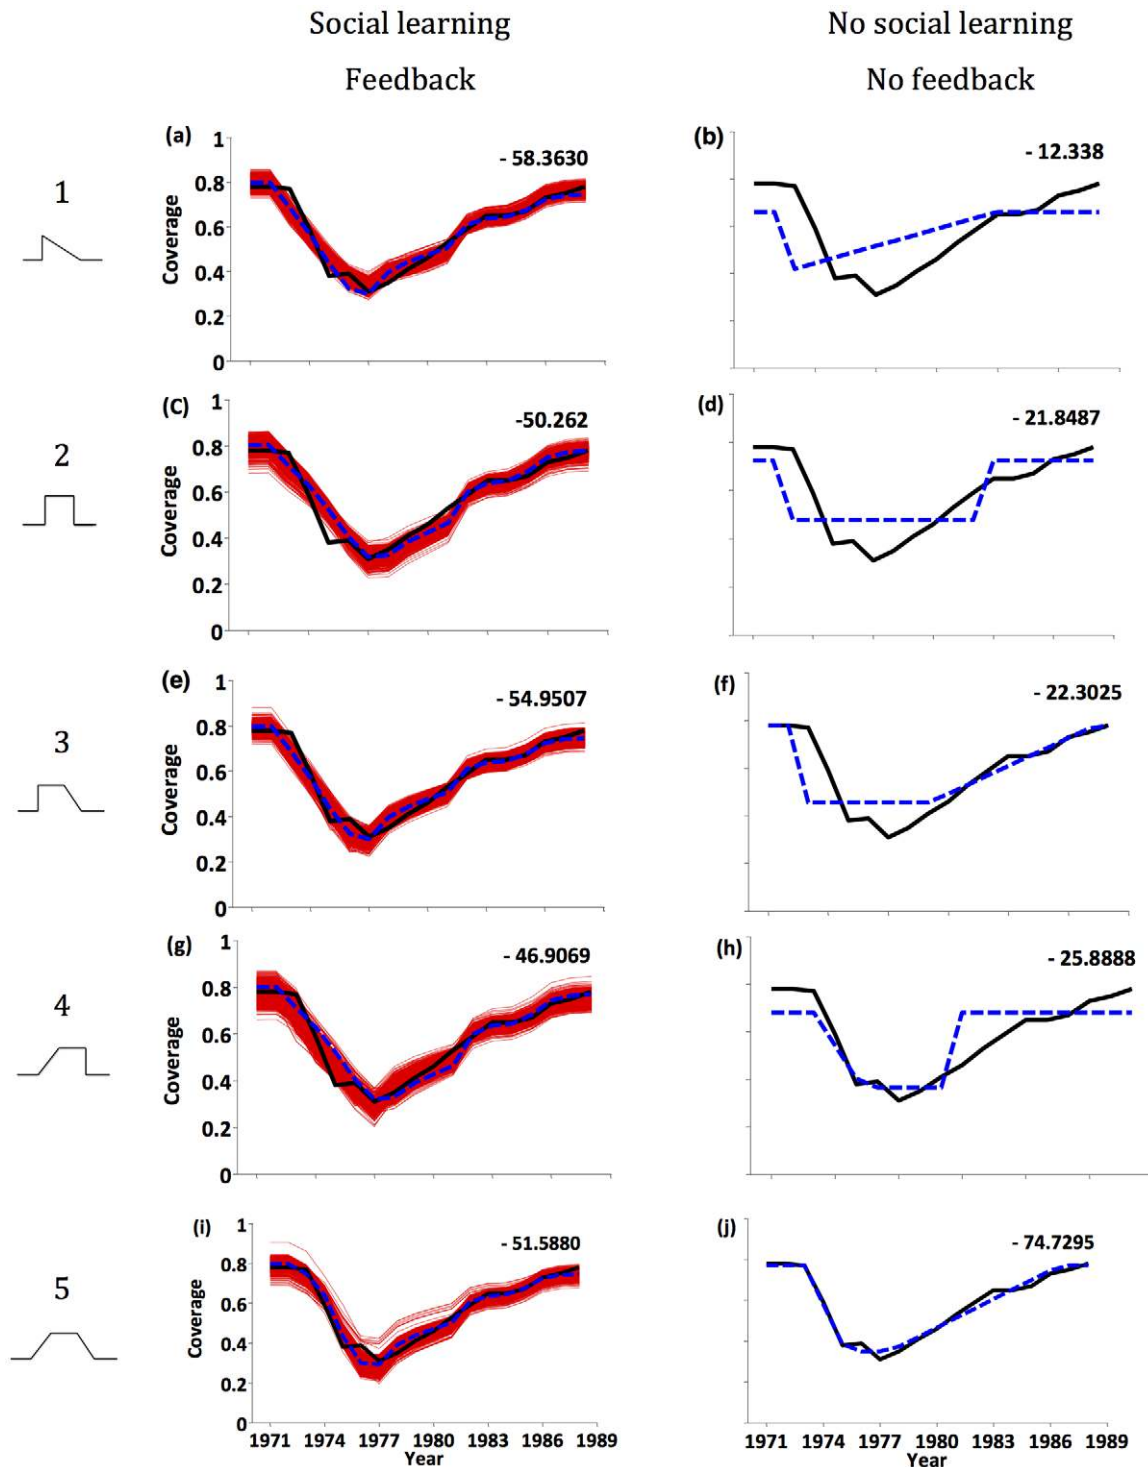 Social learning
No social learning
Feedback
No feedback
1
(a)
1
0.8
0.6
0.4
0.2
0
Coverage
- 58.3630
(b)
- 12.338
2
(C)
1
0.8
0.6
0.4
0.2
0
Coverage
-50.262
(d)
- 21.8487
3
(e)
1
0.8
0.6
0.4
0.2
0
Coverage
- 54.9507
(f)
- 22.3025
4
(g)
1
0.8
0.6
0.4
0.2
0
Coverage
- 46.9069
(h)
- 25.8888
5
(i)
1
0.8
0.6
0.4
0.2
0
Coverage
- 51.5880
(j)
- 74.7295
1971 1974 1977 1980 1983 1986 1989
Year
1971 1974 1977 1980 1983 1986 1989
Year